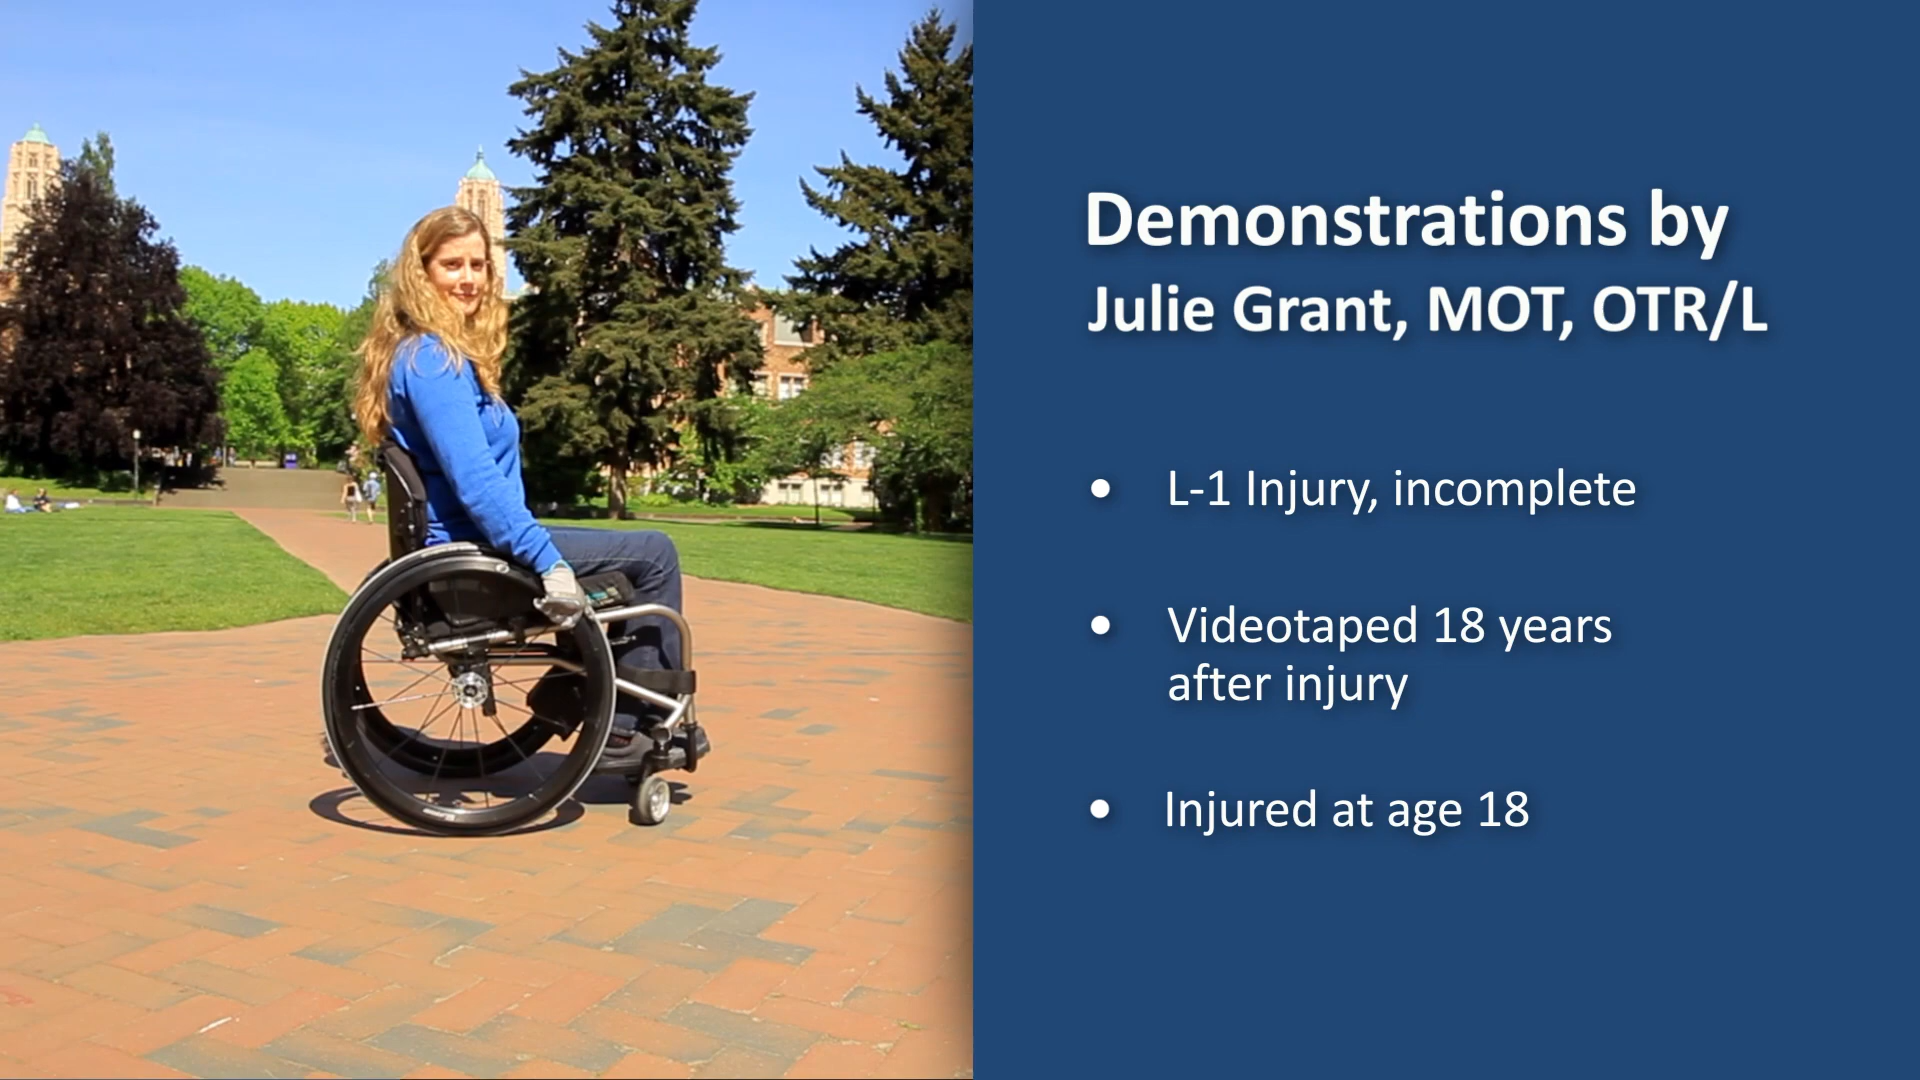 Demonstrations by
Julie Grant, MOT, OTR/L
• L-1 Injury, incomplete
• Videotaped 18 years
after injury
• Injured at age 18